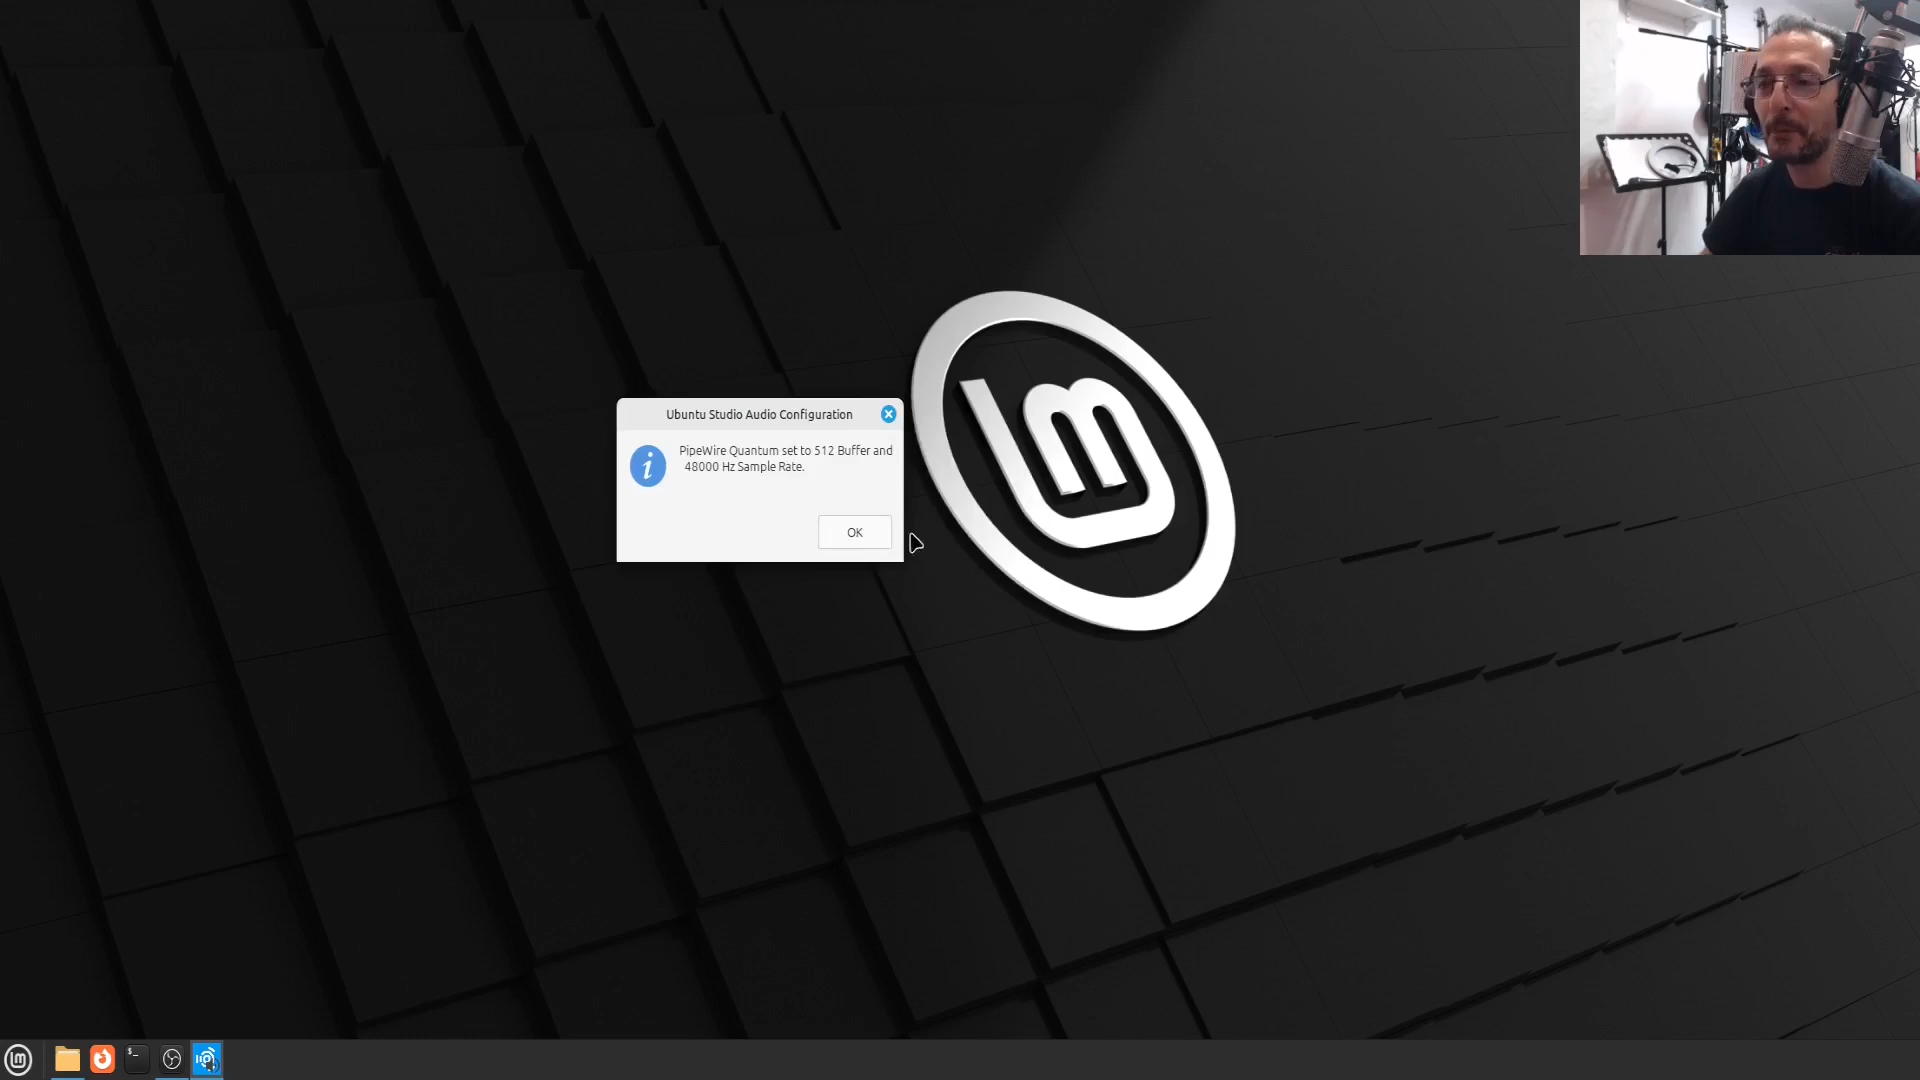 Ubuntu Studio Audio Configuration
PipeWire Quantum set to 512 Buffer and
48000 Hz Sample Rate.
OK